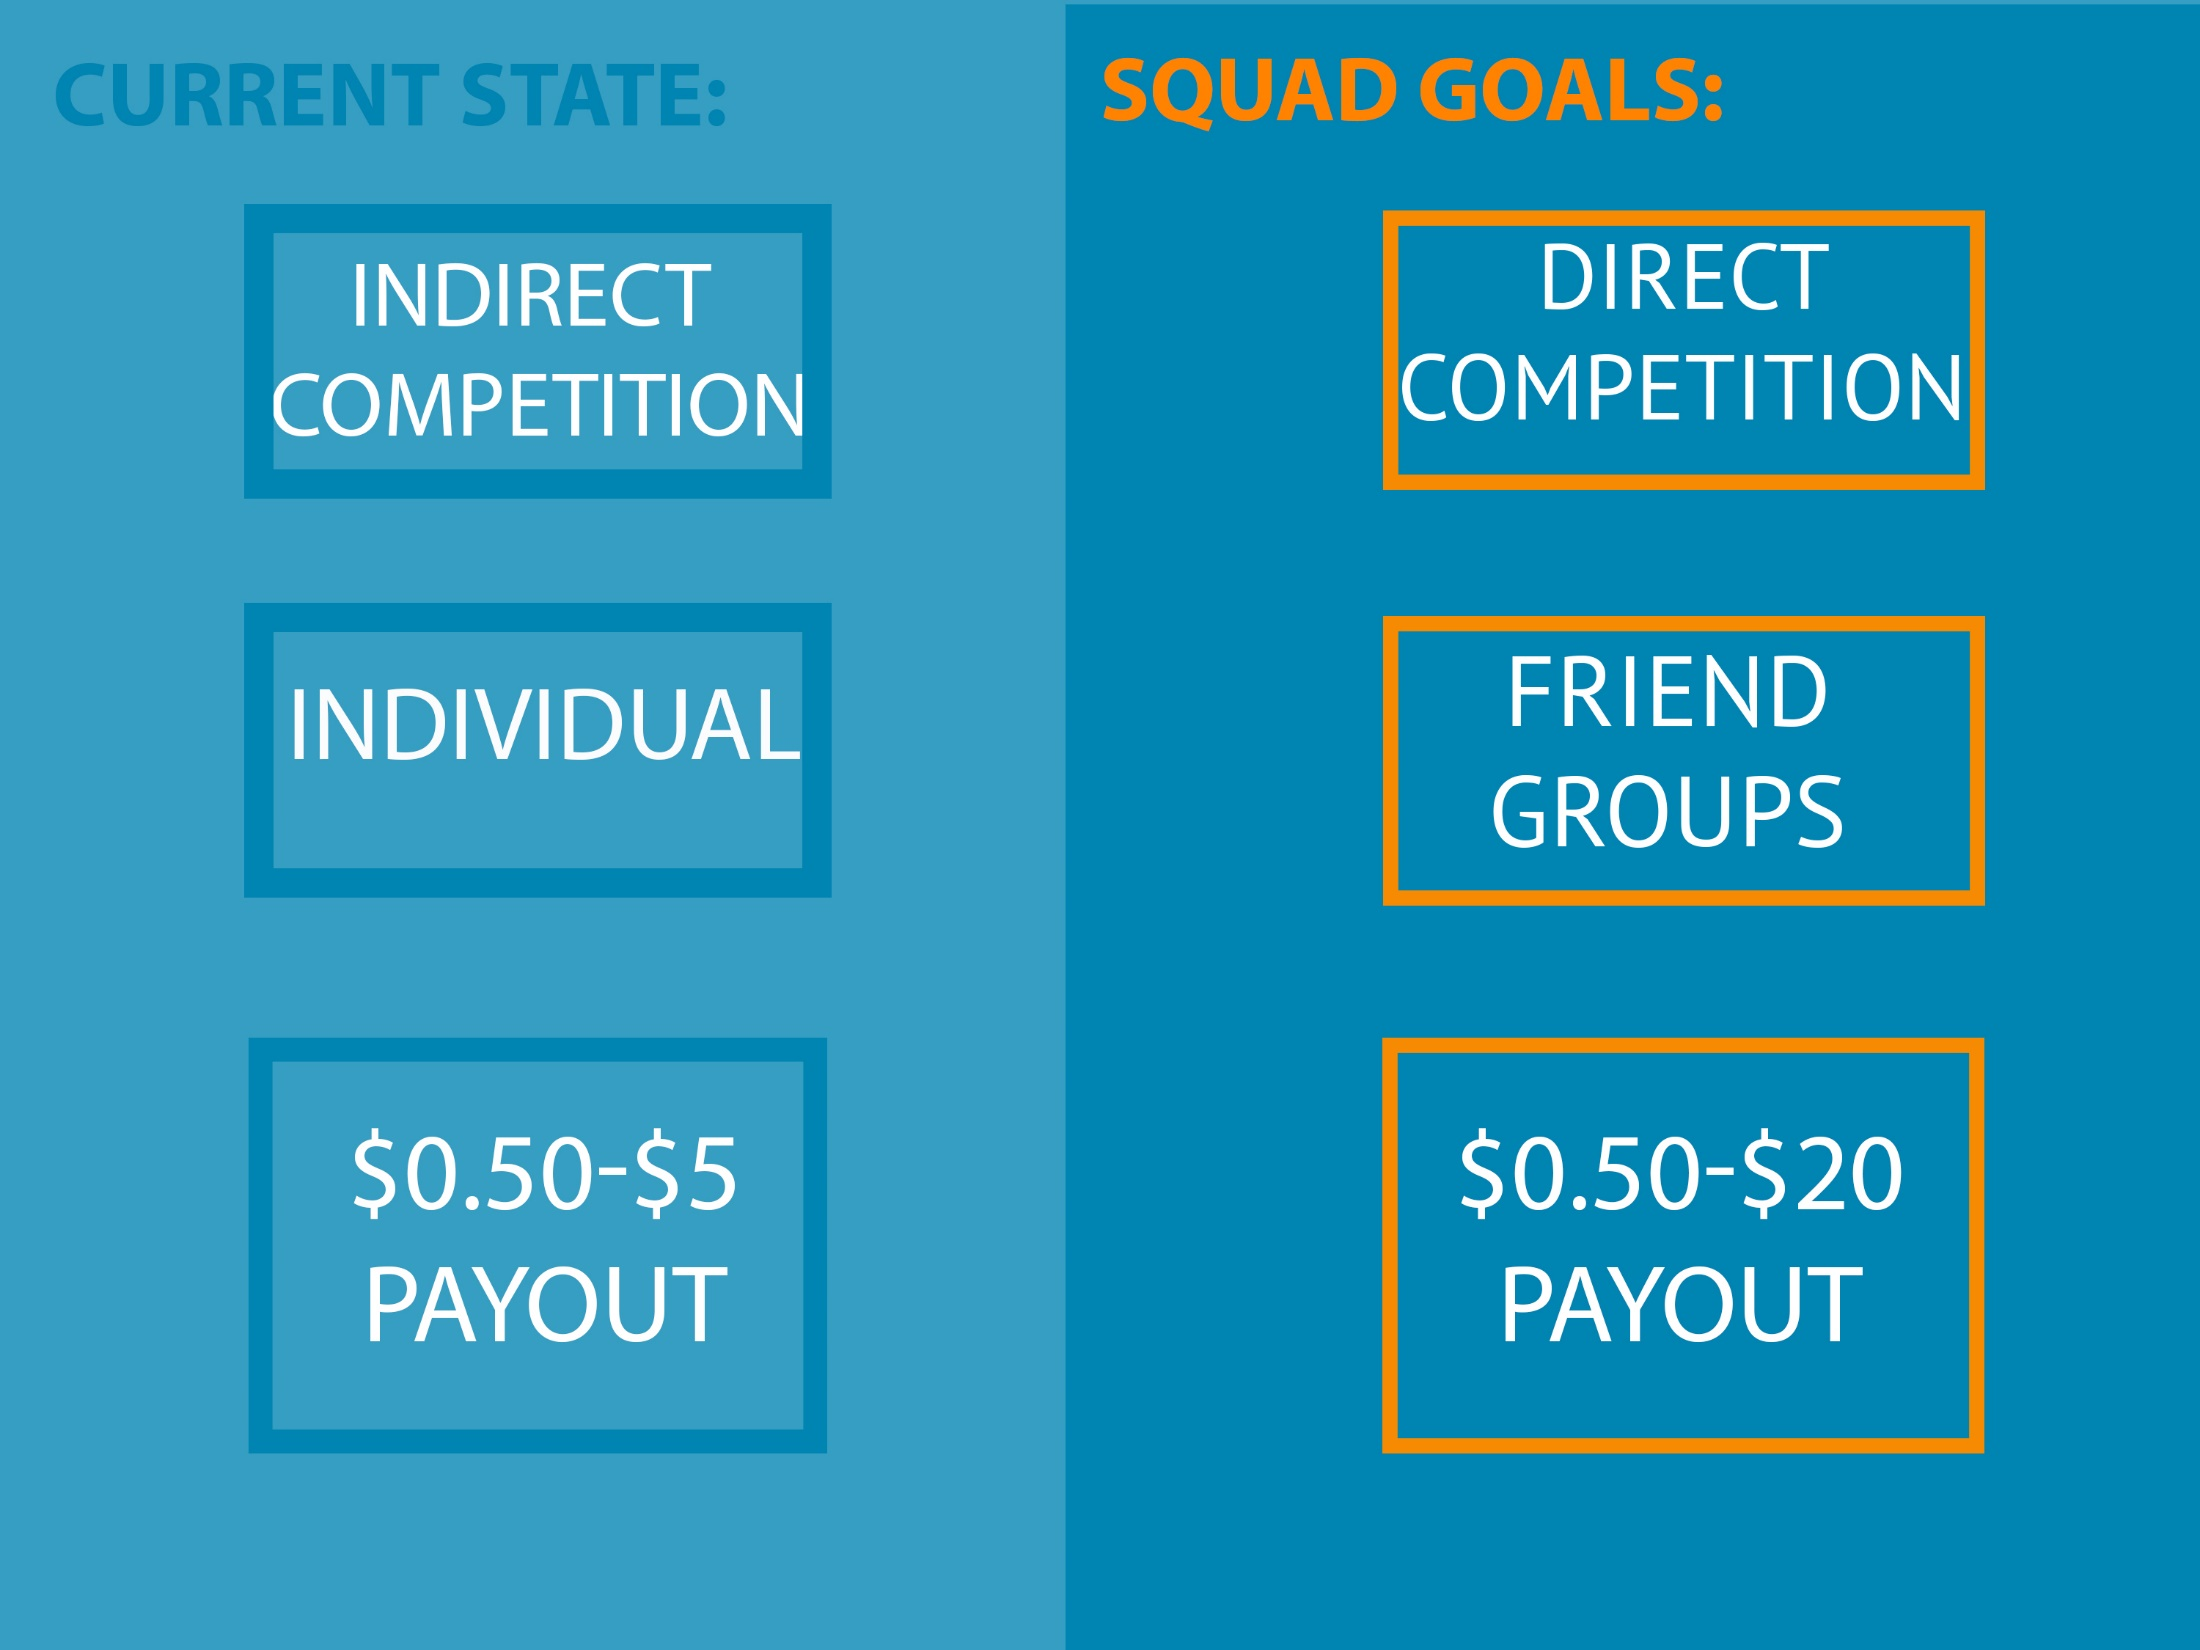 CURRENT STATE:
INDIRECT
COMPETITION
INDIVIDUAL
$0.50-$5
PAYOUT
SQUAD GOALS:
DIRECT
COMPETITION
FRIEND
GROUPS
$0.50-$20
PAYOUT